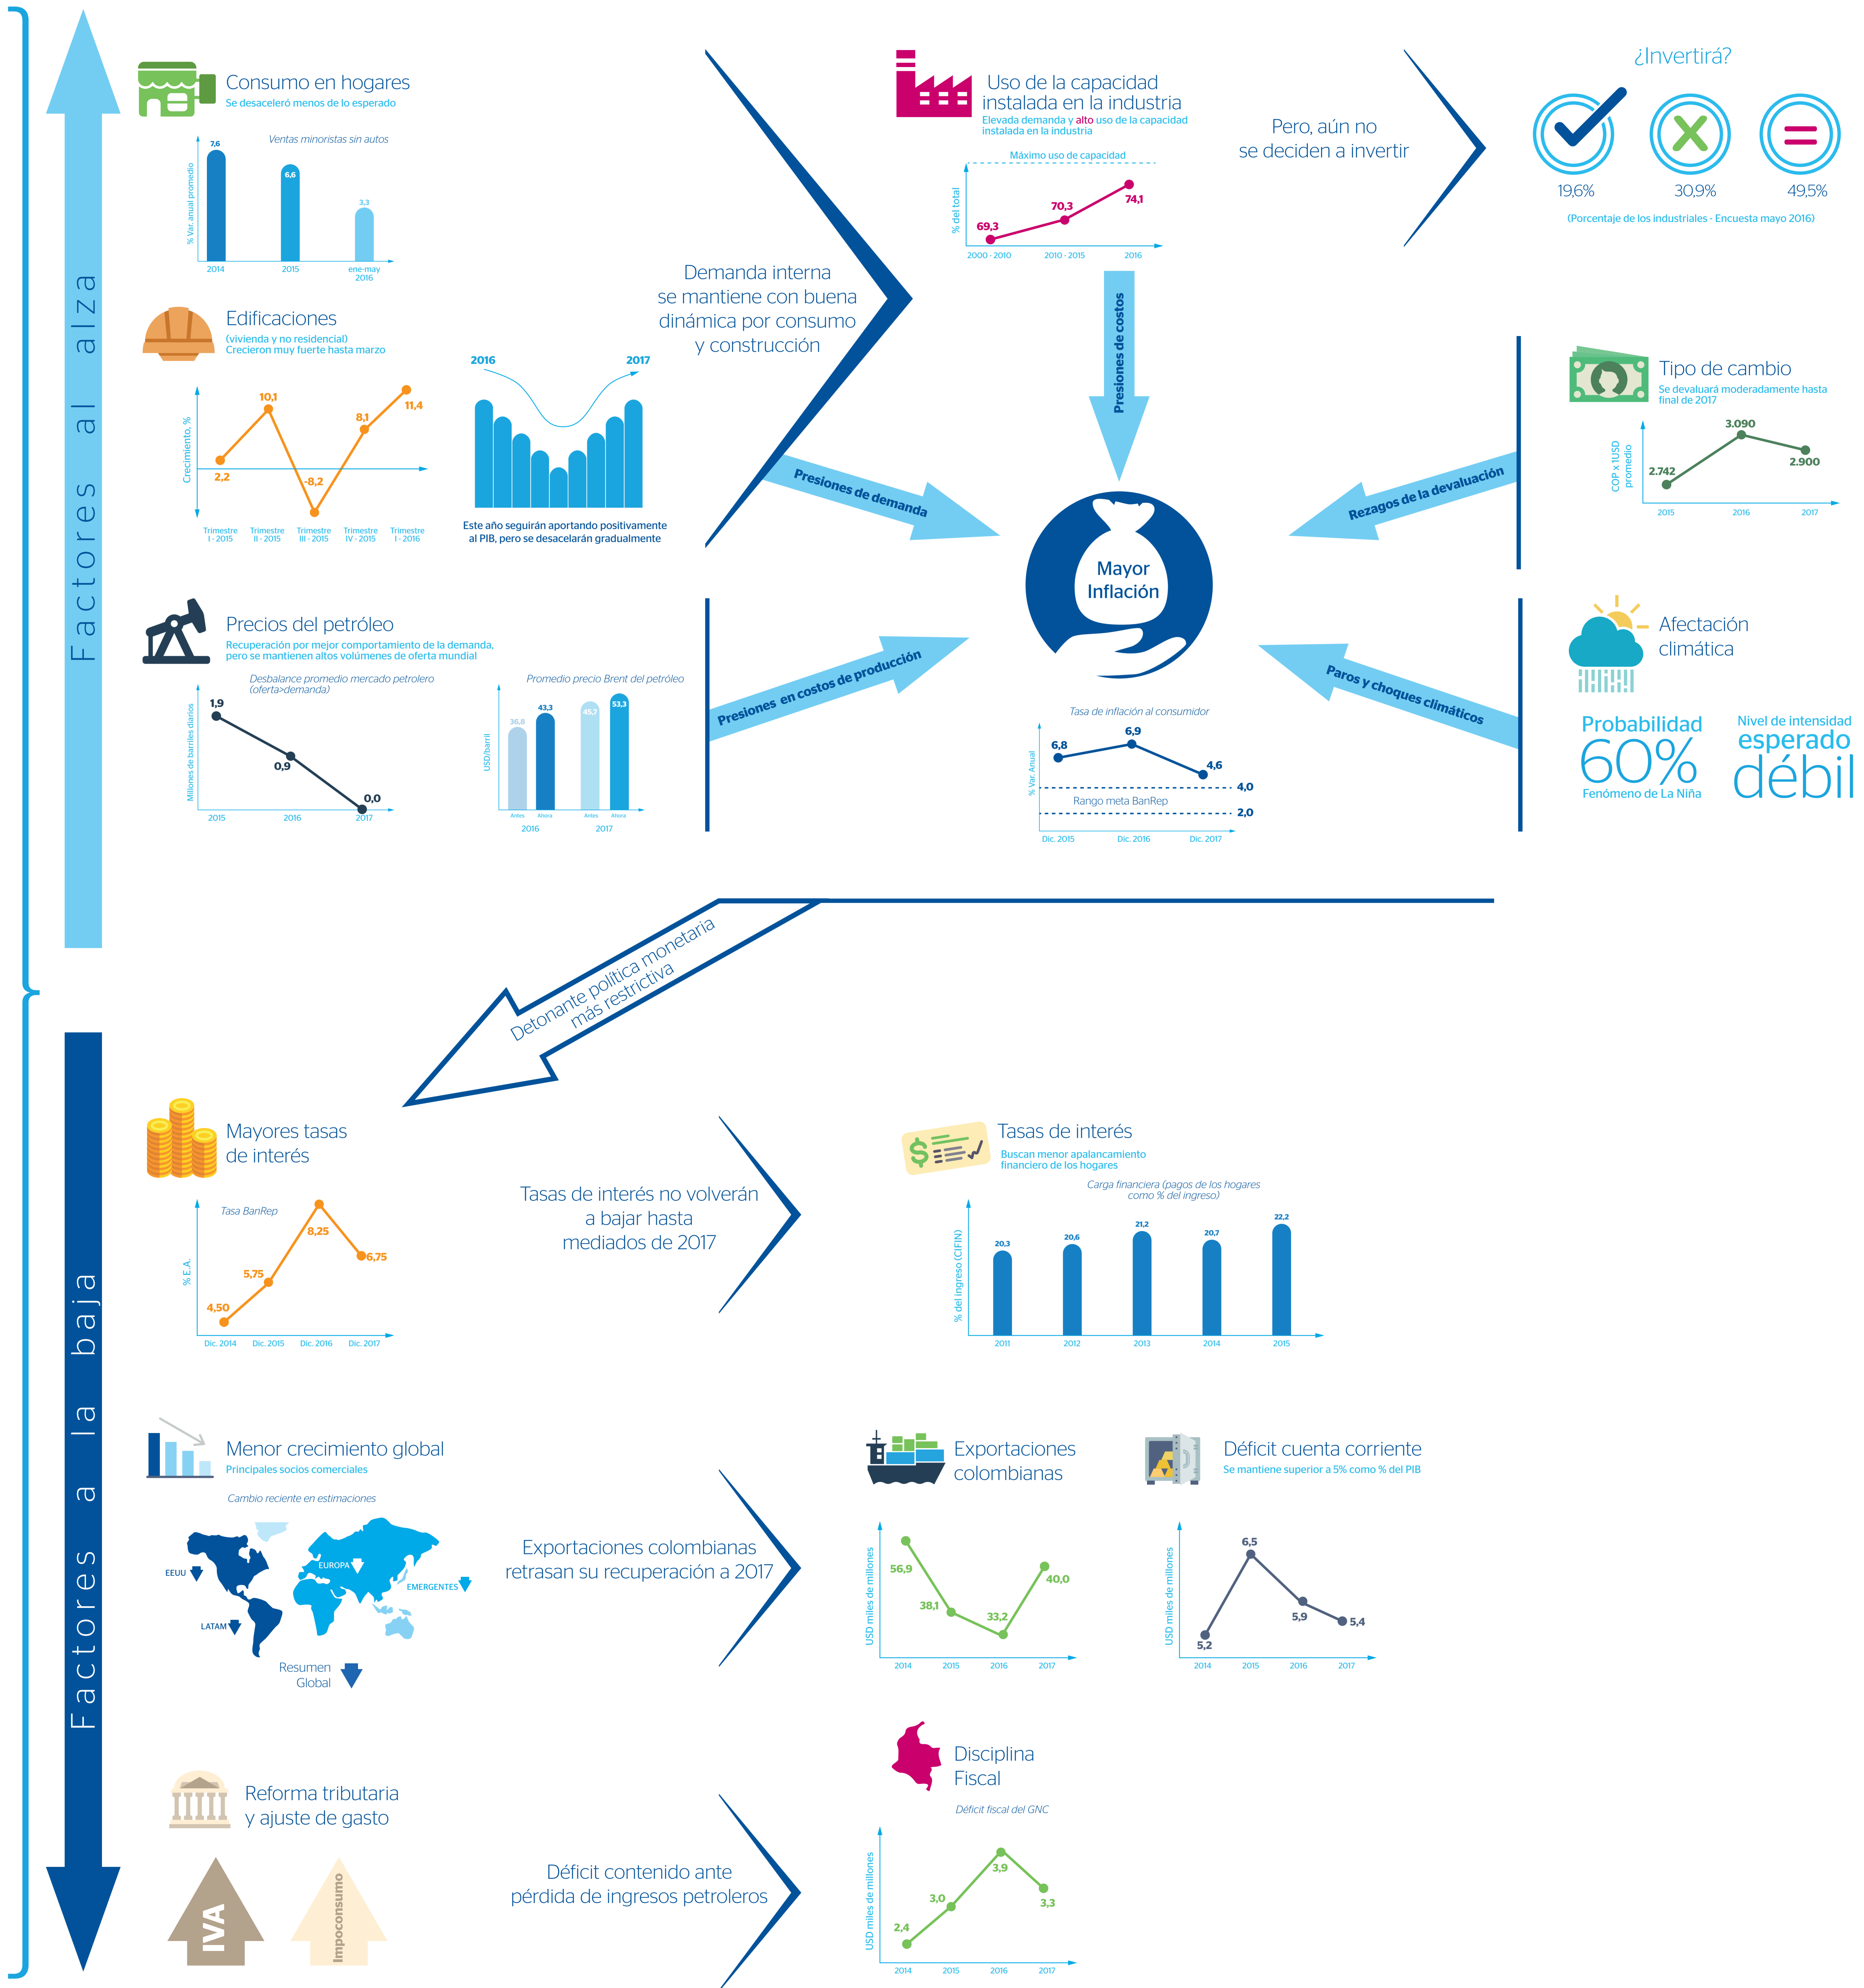 Factores al alza
Consumo en hogares
Se desaceleró menos de lo esperado
Ventas minoristas sin autos
% Var. anual promedio
7,6
6,6
3,3
2014
2015
ene-may
2016
Edificaciones
(vivienda y no residencial)
Crecieron muy fuerte hasta marzo
Crecimiento, %
2,2
10,1
-8,2
8,1
11,4
Trimestre
I - 2015
Trimestre
II - 2015
Trimestre
III - 2015
Trimestre
IV - 2015
Trimestre
I - 2016
2016
2017
Este año seguirán aportando positivamente
al PIB, pero se desacelarán gradualmente
Demanda interna
se mantiene con buena
dinámica por consumo
y construcción
Uso de la capacidad
instalada en la industria
Elevada demanda y alto uso de la capacidad
instalada en la industria
Máximo uso de capacidad
% del total
69,3
70,3
74,1
2000 - 2010
2010 - 2015
2016
Pero, aún no
se deciden a invertir
¿Invertirá?
19,6%
30,9%
49,5%
(Porcentaje de los industriales - Encuesta mayo 2016)
Presiones de costos
Presiones de demanda
Rezagos de la devaluación
Tipo de cambio
Se devaluará moderadamente hasta
final de 2017
COP x 1USD
promedio
2.742
3.090
2.900
2015
2016
2017
Mayor
Inflación
Precios del petróleo
Recuperación por mejor comportamiento de la demanda,
pero se mantienen altos volúmenes de oferta mundial
Desbalance promedio mercado petrolero
(oferta>demanda)
Millones de barriles diarios
1,9
0,9
0,0
2015
2016
2017
Promedio precio Brent del petróleo
USD/barril
36,8
43,3
45,7
53,3
Antes
Ahora
Antes
Ahora
2016
2017
Presiones en costos de producción
Paros y choques climáticos
Afectación
climática
Probabilidad
60%
Fenómeno de La Niña
Nivel de intensidad
esperado
débil
Tasa de inflación al consumidor
% Var. Anual
6,8
6,9
4,6
4,0
Rango meta BanRep
2,0
Dic. 2015
Dic. 2016
Dic. 2017
Detonante política monetaria
más restrictiva
Factores a la baja
Mayores tasas
de interés
Tasa BanRep
% E.A.
4,50
5,75
8,25
6,75
Dic. 2014
Dic. 2015
Dic. 2016
Dic. 2017
Tasas de interés no volverán
a bajar hasta
mediados de 2017
Tasas de interés
Buscan menor apalancamiento
financiero de los hogares
Carga financiera (pagos de los hogares
como % del ingreso)
% del ingreso (CIFIN)
20,3
20,6
21,2
20,7
22,2
2011
2012
2013
2014
2015
Menor crecimiento global
Principales socios comerciales
Cambio reciente en estimaciones
EEUU
EUROPA
EMERGENTES
LATAM
Resumen
Global
Exportaciones colombianas
retrasan su recuperación a 2017
Exportaciones
colombianas
USD miles de millones
56,9
38,1
33,2
40,0
2014
2015
2016
2017
Déficit cuenta corriente
Se mantiene superior a 5% como % del PIB
USD miles de millones
5,2
6,5
5,9
5,4
2014
2015
2016
2017
Reforma tributaria
y ajuste de gasto
IVA
Impoconsumo
Déficit contenido ante
pérdida de ingresos petroleros
Disciplina
Fiscal
Déficit fiscal del GNC
USD miles de millones
2,4
3,0
3,9
3,3
2014
2015
2016
2017